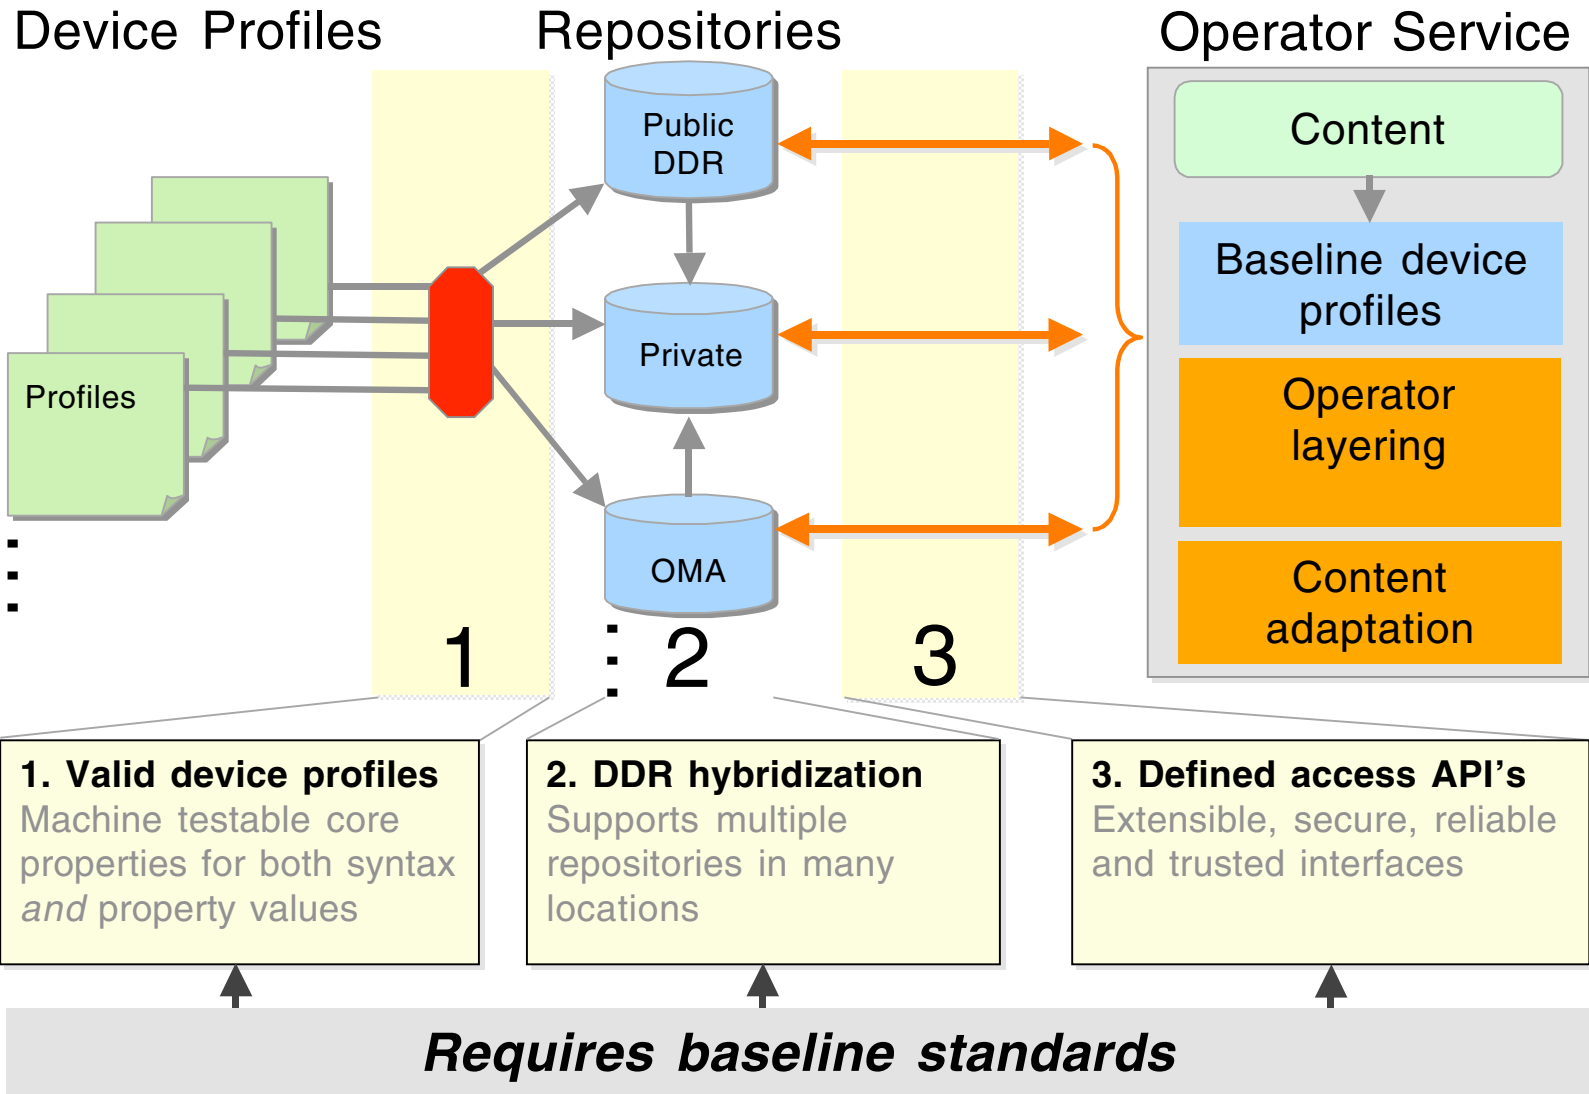 Device Profiles
Repositories
Operator Service
Public
DDR
Content
Baseline device
profiles
Private
Profiles
Operator
layering
OMA
Content
adaptation
1
2
3
1. Valid device profiles
Machine testable core
properties for both syntax
and property values
2. DDR hybridization
Supports multiple
repositories in many
locations
3. Defined access API's
Extensible, secure, reliable
and trusted interfaces
Requires baseline standards